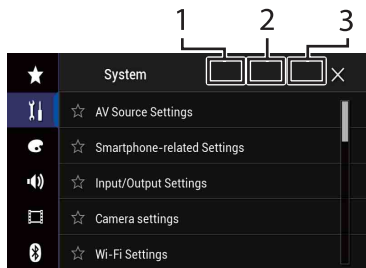 1 2 3
System
AV Source Settings
Smartphone-related Settings
Input/Output Settings
Camera settings
Wi-Fi Settings